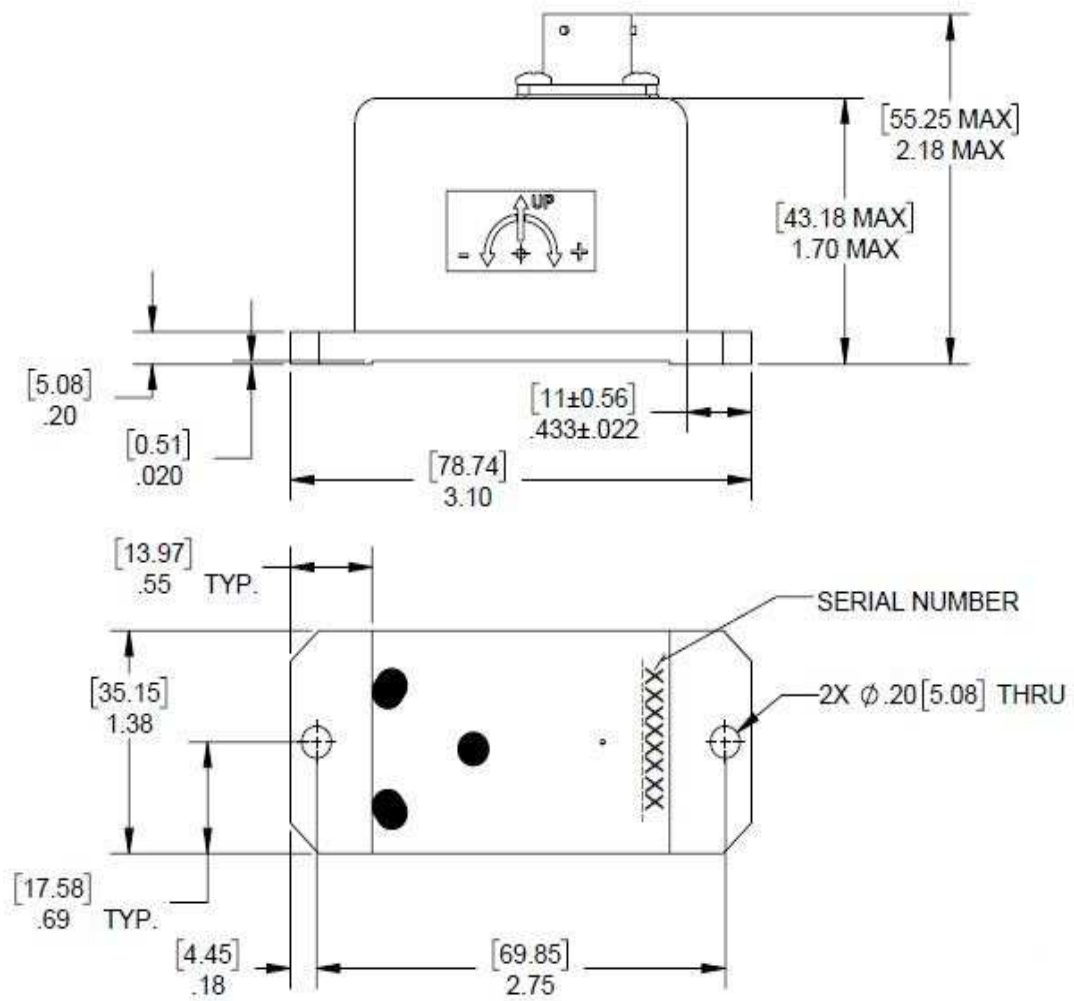 [55.25 MAX]
2.18 MAX
[43.18 MAX]
1.70 MAX
UP
- +
[5.08]
.20
[0.51]
.020
[11±0.56]
.433±.022
[78.74]
3.10
[13.97]
.55 TYP.
SERIAL NUMBER
[35.15]
1.38
2X Ø .20 [5.08] THRU
XXXXXXXX
[17.58]
.69 TYP.
[4.45]
.18
[69.85]
2.75